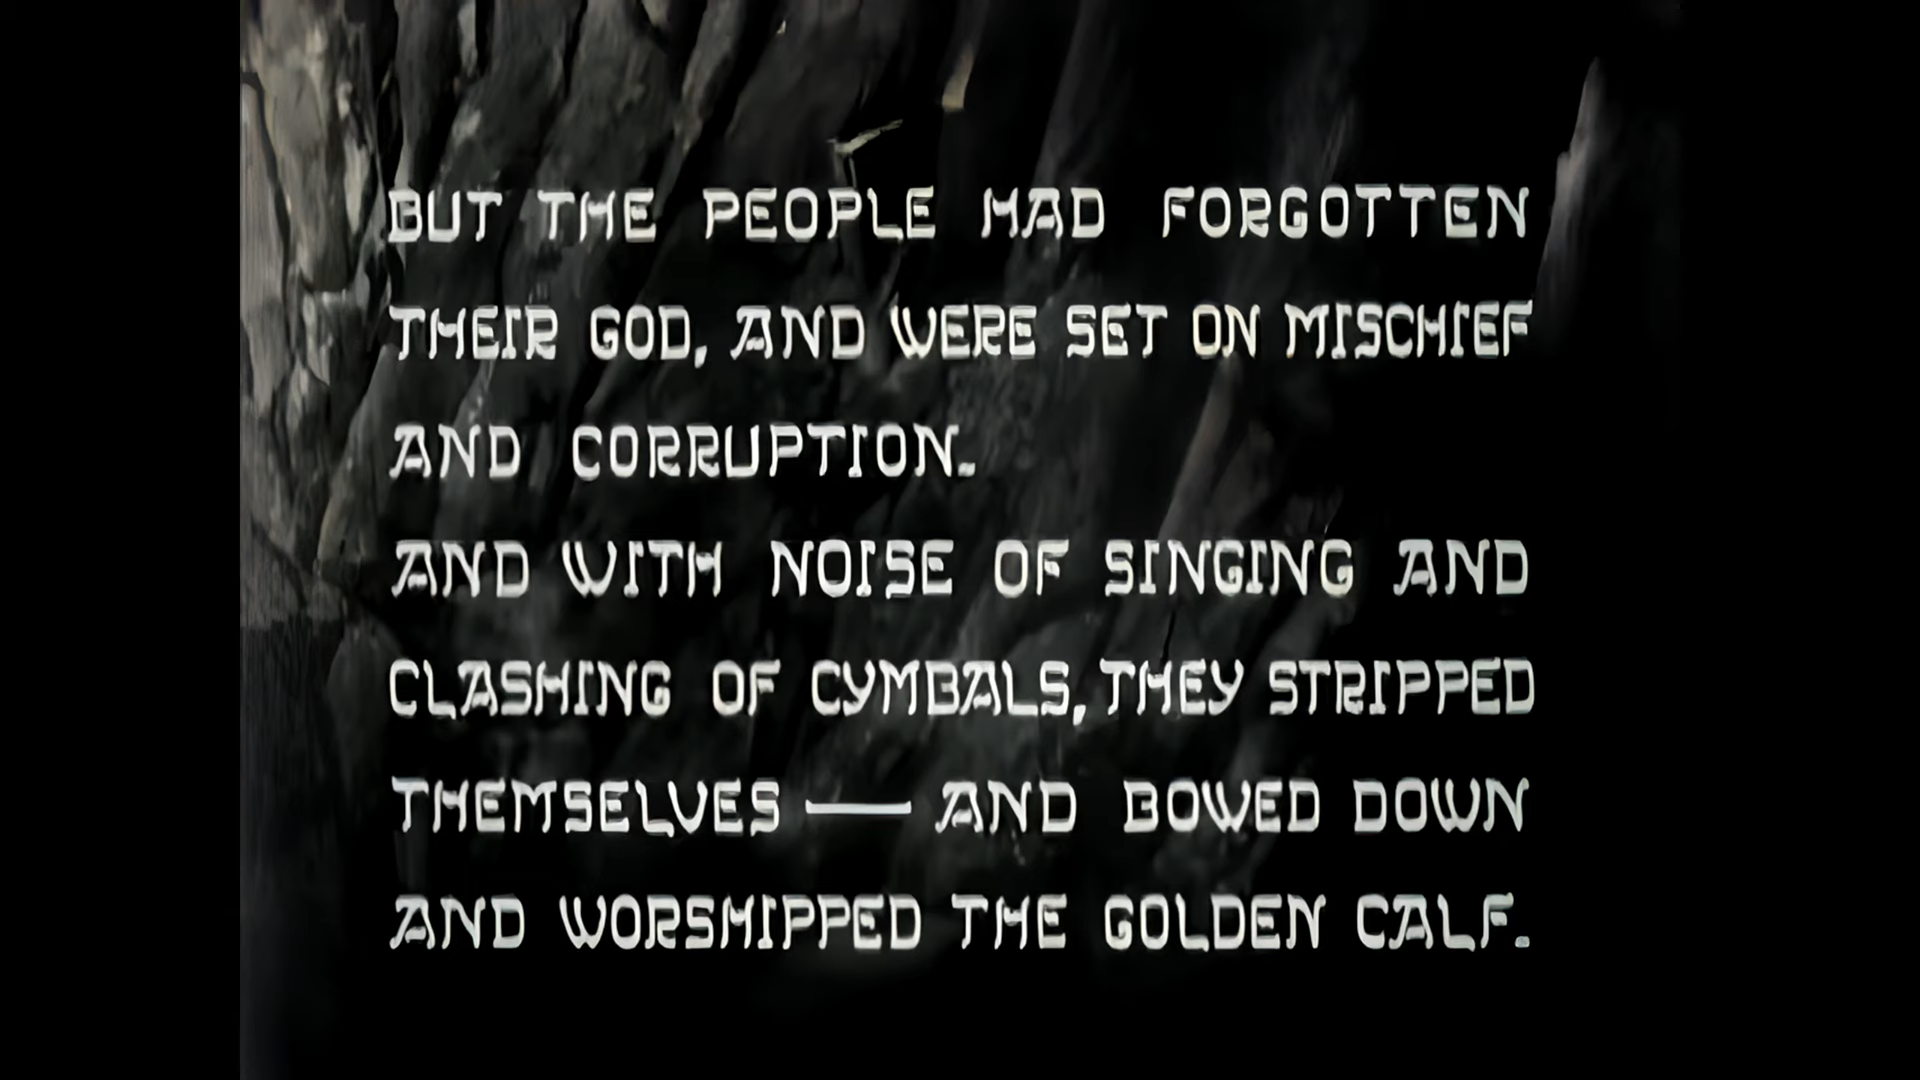 BUT THE PEOPLE HAD FORGOTTEN
THEIR GOD, AND WERE SET ON MISCHIEF
AND CORRUPTION.
AND WITH NOISE OF SINGING AND
CLASHING OF CYMBALS, THEY STRIPPED
THEMSELVES — AND BOWED DOWN
AND WORSHIPPED THE GOLDEN CALF.